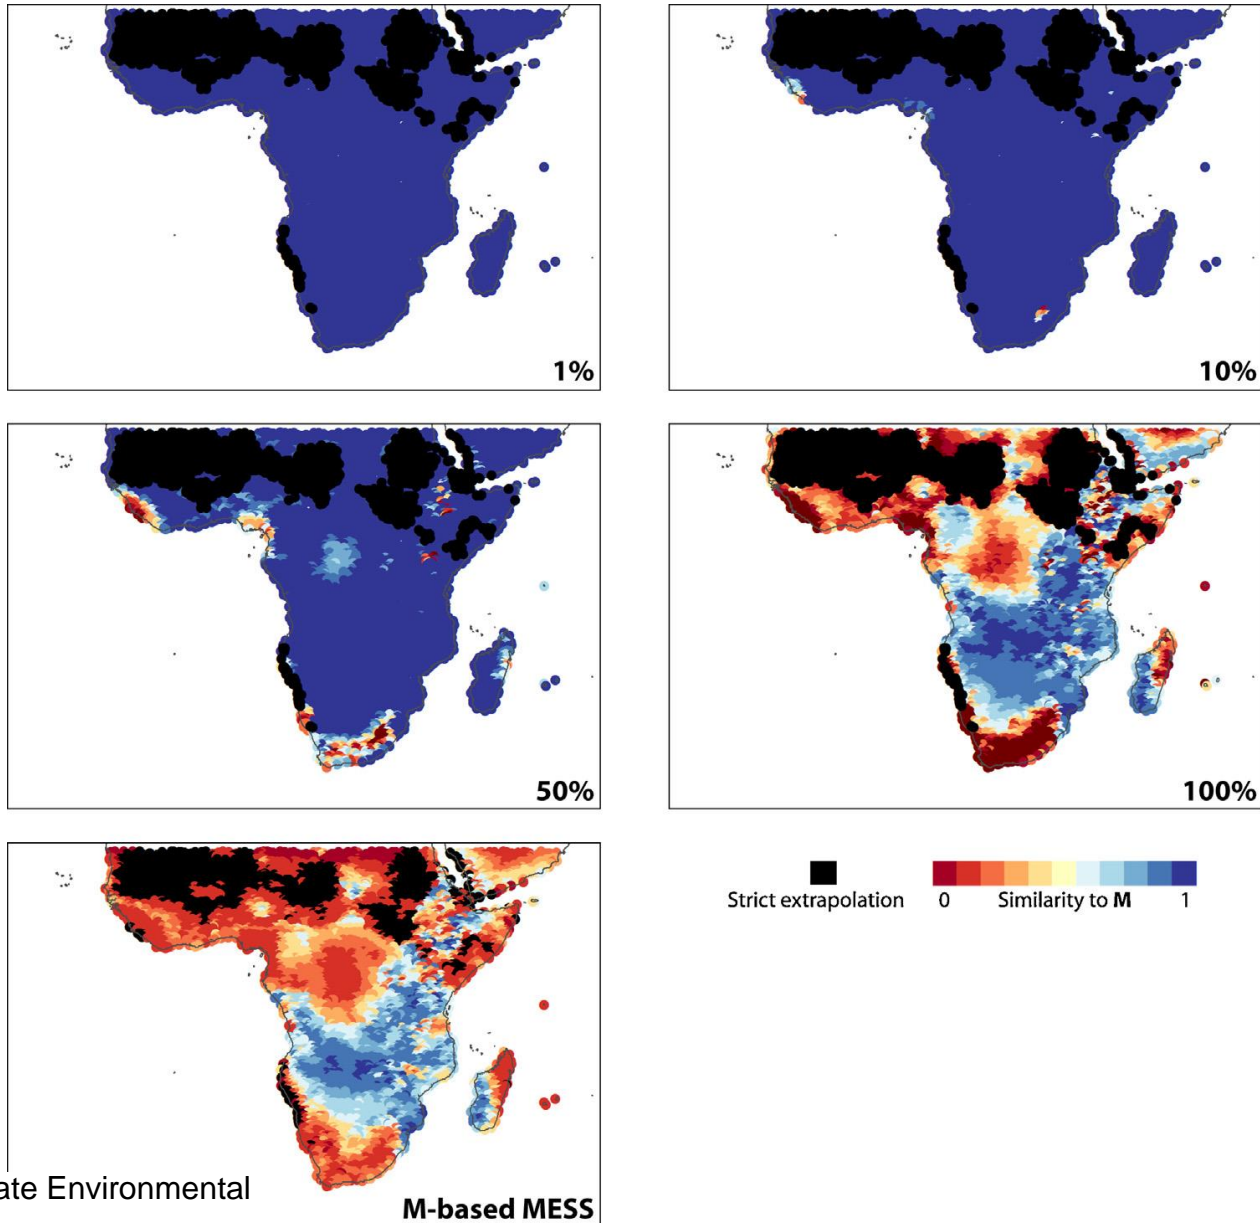 1%
10%
50%
100%
Strict extrapolation 0 Similarity to M 1
ate Environmental
M-based MESS